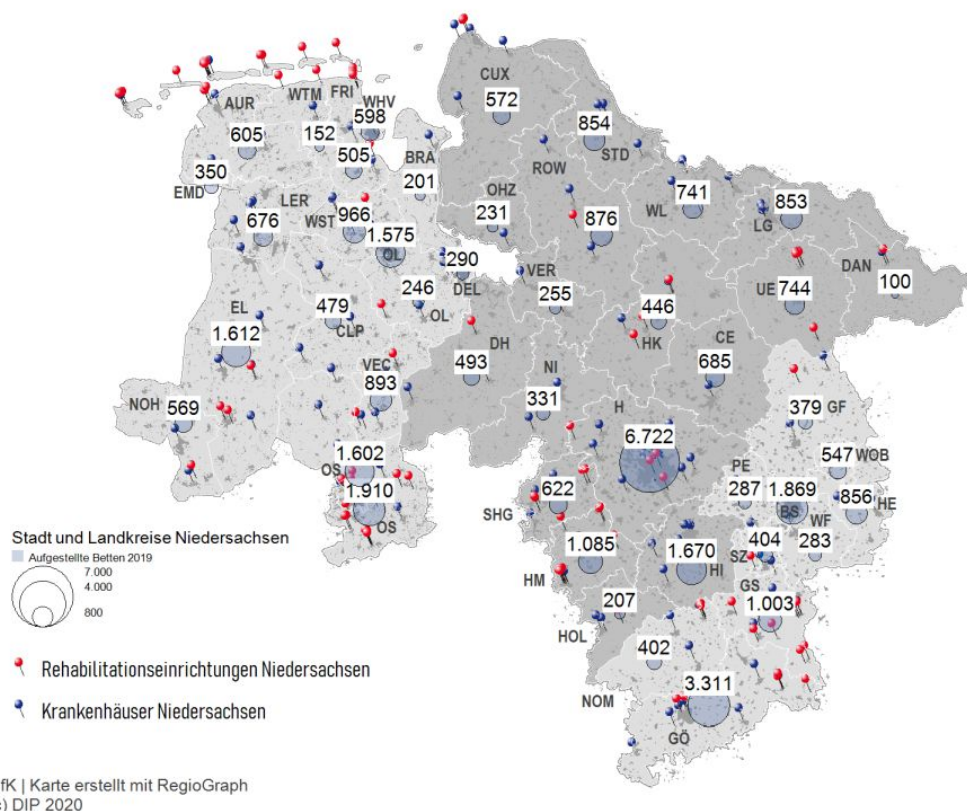 CUX
572
AUR
WTM
FRI
WHV
598
605
152
505
854
STD
BRA
201
ROW
350
EMD
OHZ
231
741
WL
853
LG
LER
676
WST
966
1.575
OL
876
DAN
100
290
DEL
VER
255
UE
744
246
OL
479
CLP
446
HK
EL
1.612
DH
493
CE
685
VEC
893
NI
331
NOH
569
H
6.722
379
GF
547
WOB
1.602
OS
1.910
OS
PE
287
1.869
BS
WF
283
856
HE
622
SHG
404
SZ
1.085
HM
1.670
HI
GS
1.003
207
HOL
402
NOM
3.311
GÖ
Stadt und Landkreise Niedersachsen
Aufgestellte Betten 2019
7.000
4.000
800
Rehabilitationseinrichtungen Niedersachsen
Krankenhäuser Niedersachsen
fK | Karte erstellt mit RegioGraph
c) DIP 2020